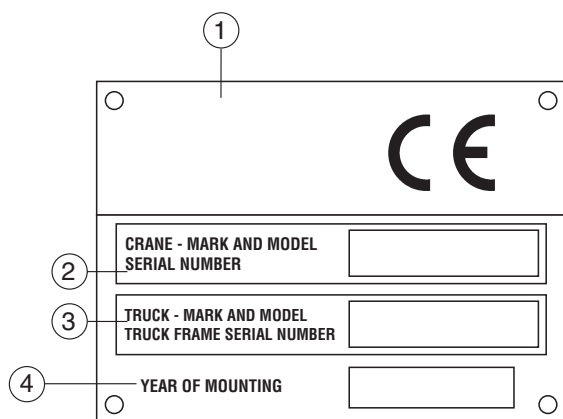 1
CE
2
CRANE - MARK AND MODEL
SERIAL NUMBER
3
TRUCK - MARK AND MODEL
TRUCK FRAME SERIAL NUMBER
4
YEAR OF MOUNTING